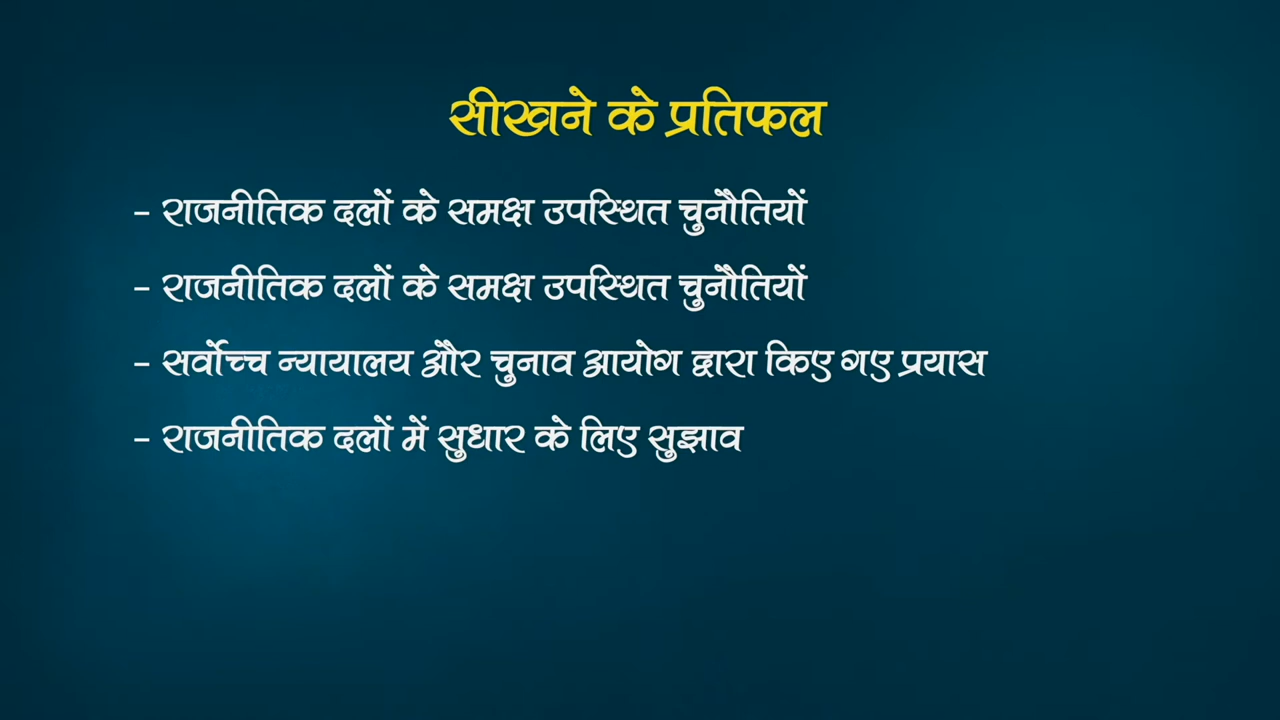 सीखने के प्रतिफल
- राजनीतिक दलों के समक्ष उपस्थित चुनौतियों
- राजनीतिक दलों के समक्ष उपस्थित चुनौतियों
- सर्वोच्च न्यायालय और चुनाव आयोग द्वारा किए गए प्रयास
- राजनीतिक दलों में सुधार के लिए सुझाव